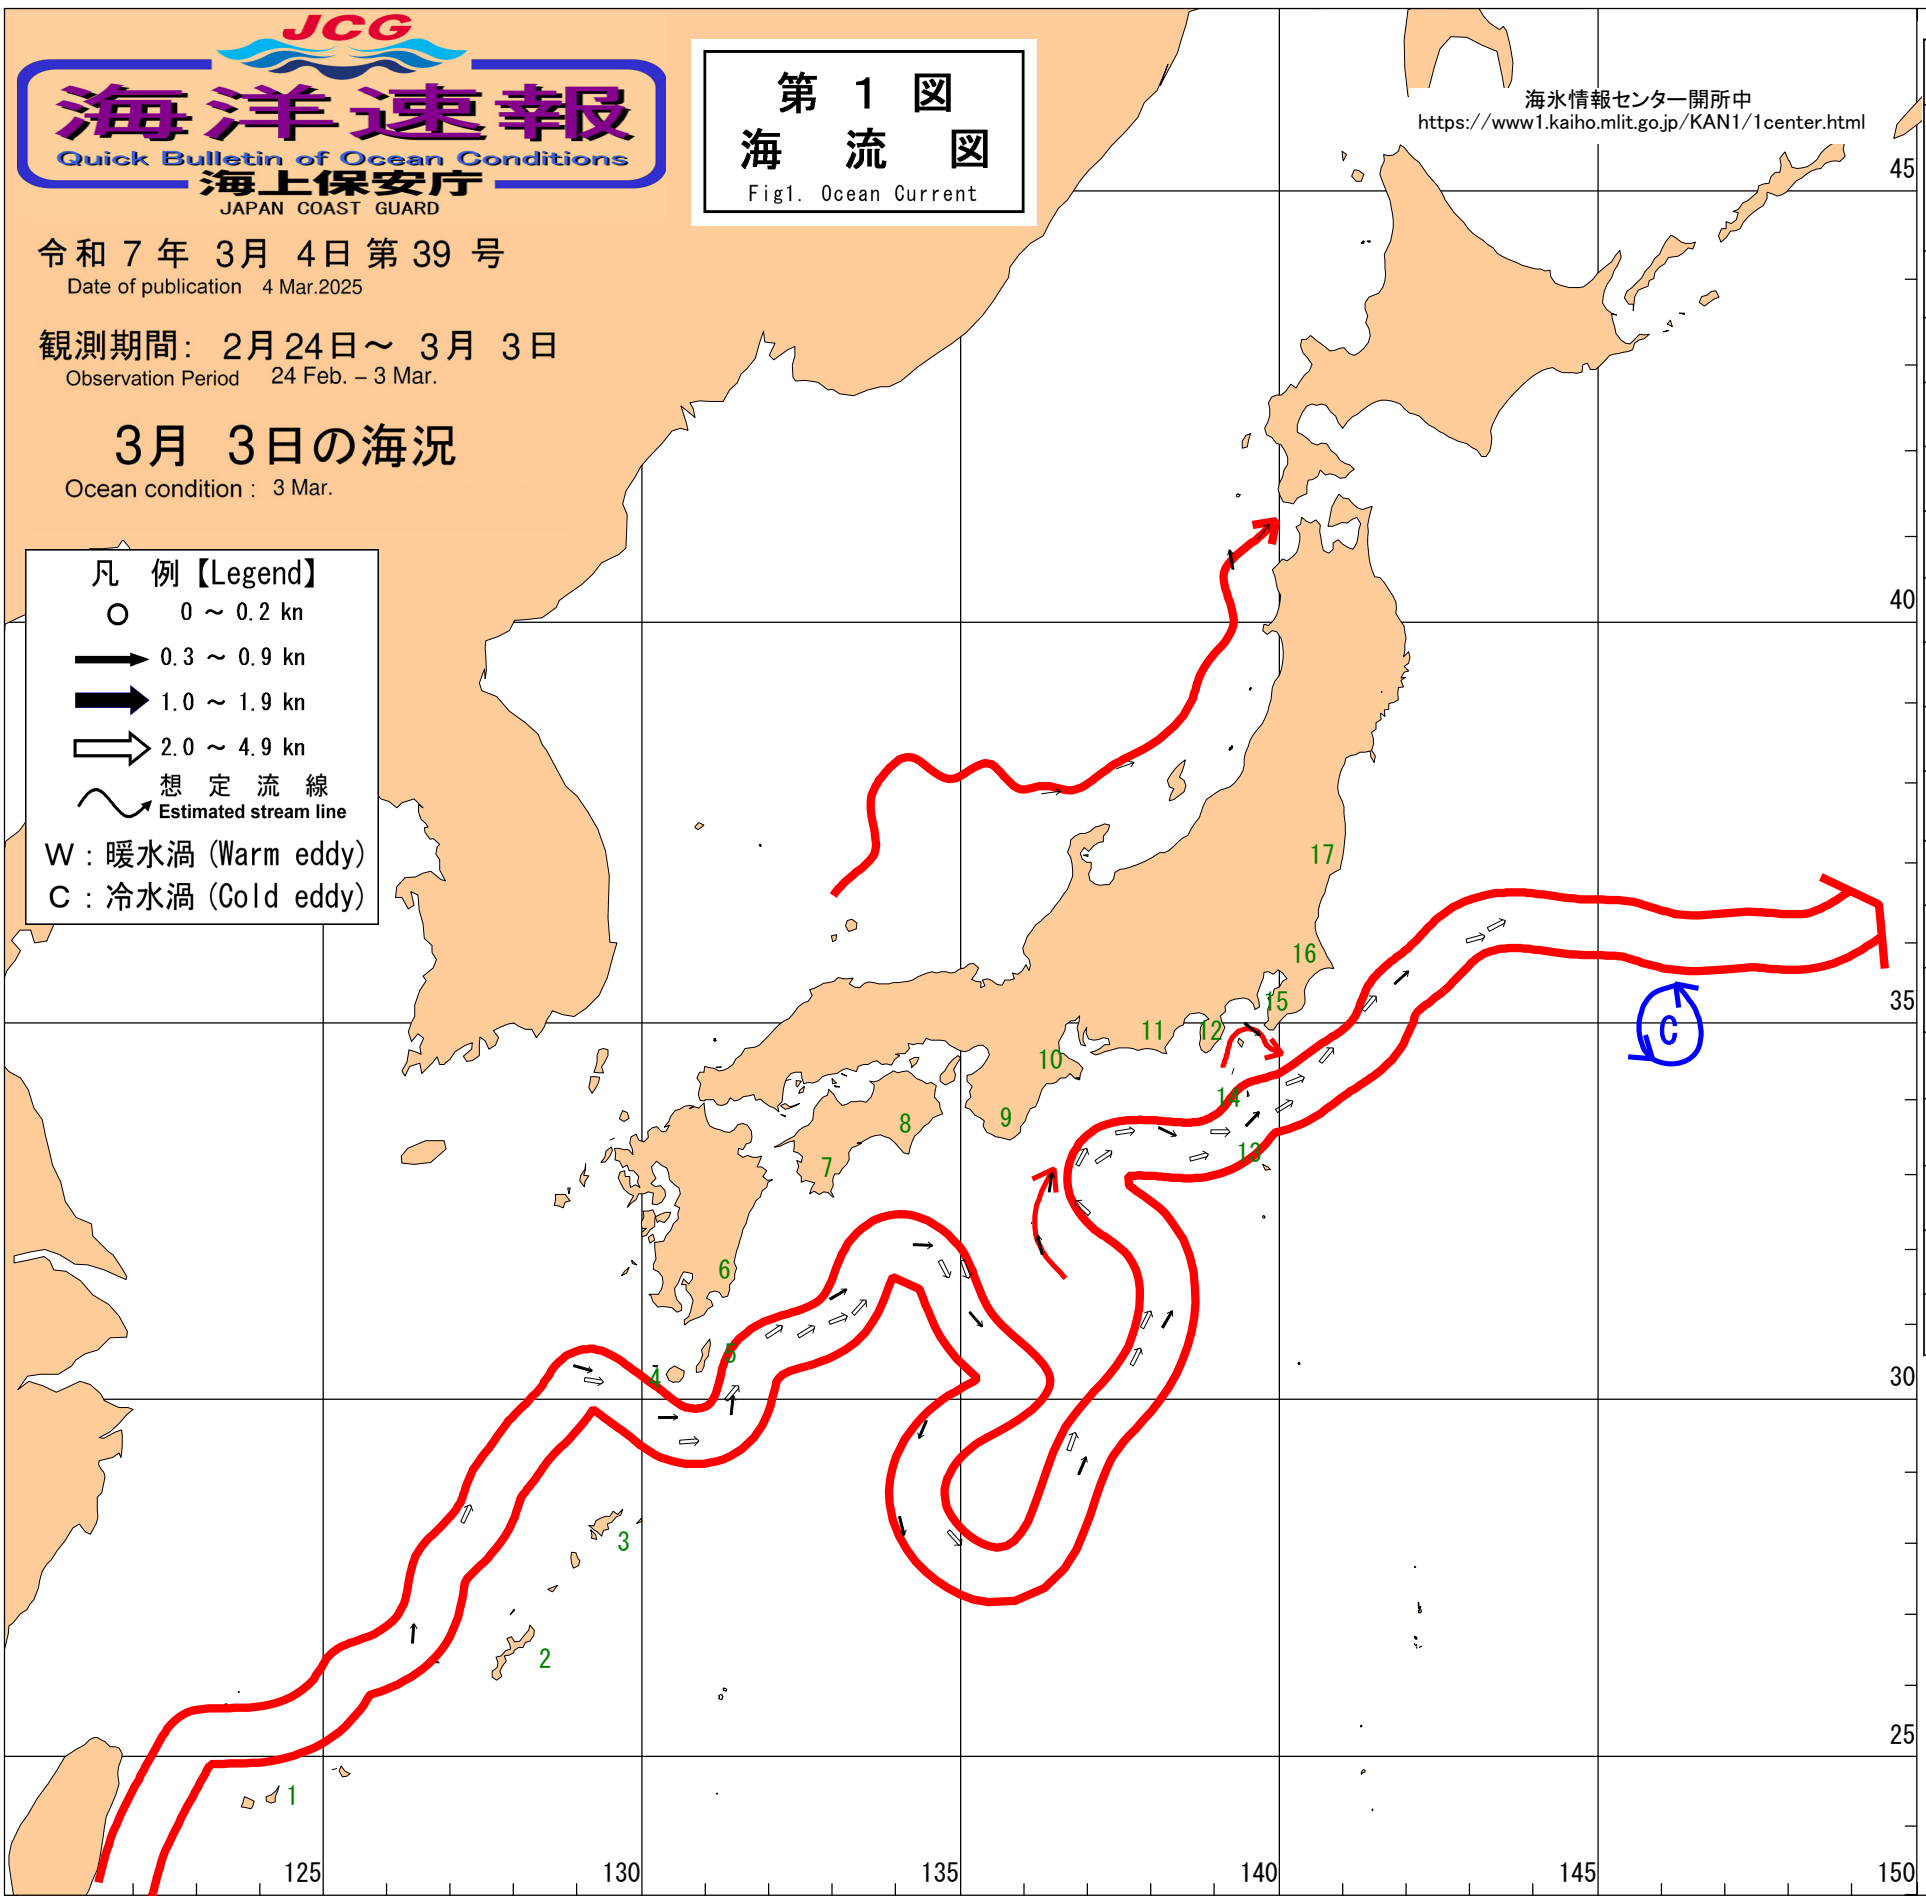 JCG
海洋速報
Quick Bulletin of Ocean Conditions
海上保安庁
JAPAN COAST GUARD
令和 7 年 3月 4日 第 39 号
Date of publication 4 Mar.2025
観測期間: 2月24日～ 3月 3日
Observation Period 24 Feb. – 3 Mar.
3月 3日の海況
Ocean condition : 3 Mar.
第 1 図
海 流 図
Fig1. Ocean Current
海氷情報センター開所中
https://www1.kaiho.mlit.go.jp/KAN1/1center.html
凡 例【Legend】
0 ～ 0.2 kn
0.3 ～ 0.9 kn
1.0 ～ 1.9 kn
2.0 ～ 4.9 kn
想 定 流 線
Estimated stream line
W : 暖水渦 (Warm eddy)
C : 冷水渦 (Cold eddy)
45
40
17
16
35
15
12
11
10
C
14
9
8
13
7
6
5
4
30
3
2
25
1
125
130
135
140
145
150